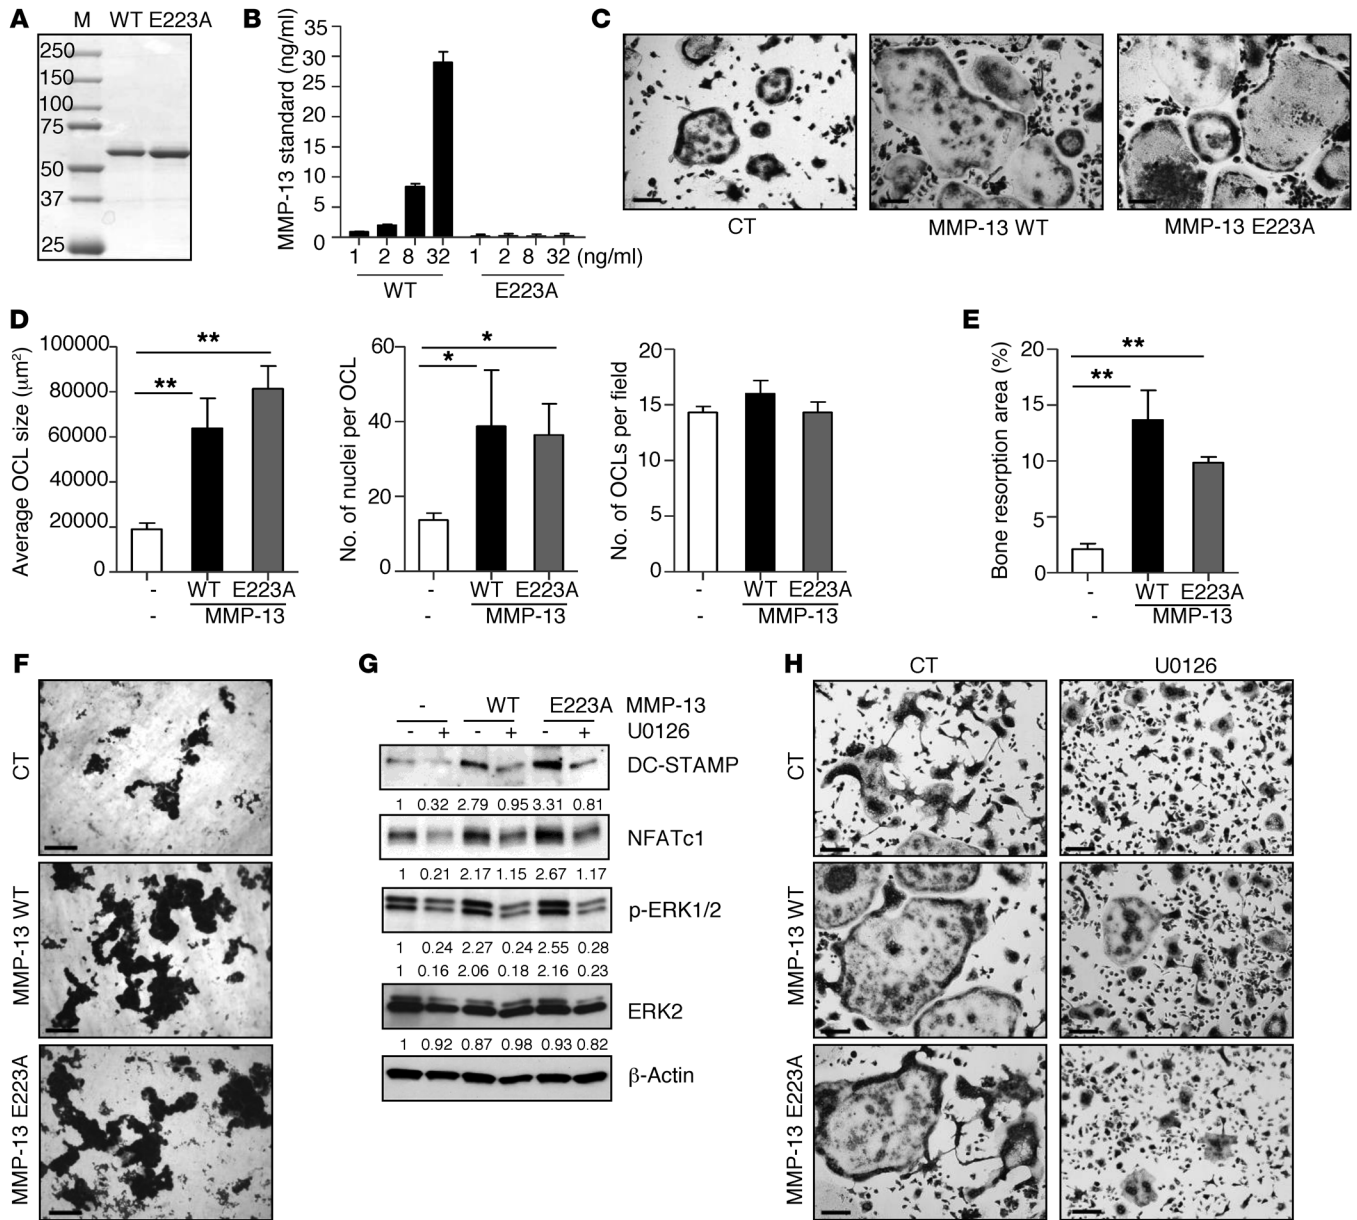 A
M WT E223A
250
150
100
75
50
37
25
B
MMP-13 standard (ng/ml)
35
30
25
20
15
10
5
0
1 2 8 32 1 2 8 32 (ng/ml)
WT E223A
C
CT MMP-13 WT MMP-13 E223A
D
Average OCL size (μm²)
100000
80000
60000
40000
20000
0
**
**
- WT E223A
- MMP-13
No. of nuclei per OCL
60
40
20
0
*
*
- WT E223A
- MMP-13
No. of OCLs per field
20
15
10
5
0
- WT E223A
- MMP-13
E
Bone resorption area (%)
20
15
10
5
0
**
**
- WT E223A
- MMP-13
F
CT
MMP-13 WT
MMP-13 E223A
G
- WT E223A MMP-13
- + - + - + U0126
DC-STAMP
1 0.32 2.79 0.95 3.31 0.81
NFATc1
1 0.21 2.17 1.15 2.67 1.17
p-ERK1/2
1 0.24 2.27 0.24 2.55 0.28
1 0.16 2.06 0.18 2.16 0.23
ERK2
1 0.92 0.87 0.98 0.93 0.82
β-Actin
H
CT U0126
CT
MMP-13 WT
MMP-13 E223A